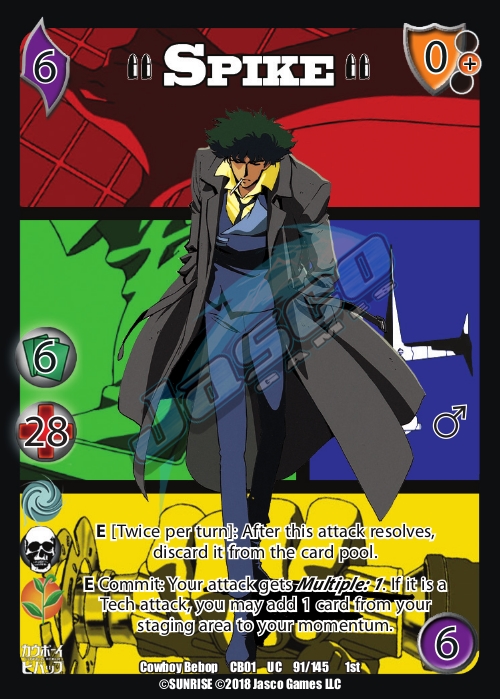 6
SPIKE
0
+
JASCO
GAMES
6
28
♂
E [Twice per turn]: After this attack resolves,
discard it from the card pool.
E Commit: Your attack gets Multiple: 1. If it is a
Tech attack, you may add 1 card from your
staging area to your momentum.
6
カウボーイ
ビバップ
Cowboy Bebop CB01 UC 91/145 1st
©SUNRISE ©2018 Jasco Games LLC